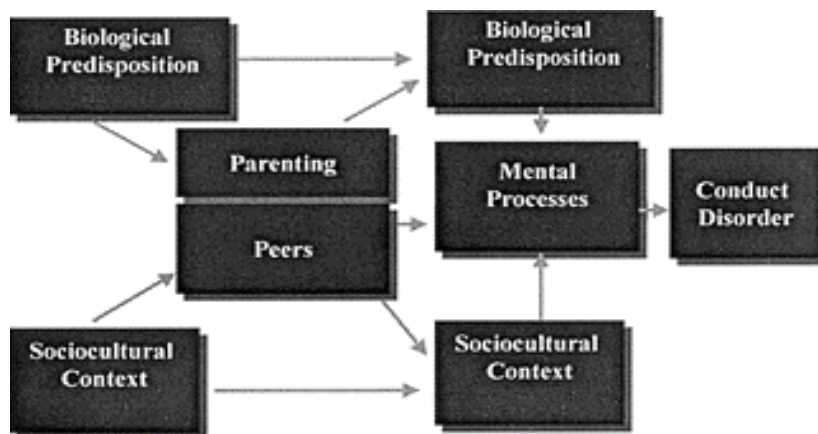 Biological
Predisposition
Biological
Predisposition
Parenting
Mental
Processes
Conduct
Disorder
Peers
Sociocultural
Context
Sociocultural
Context